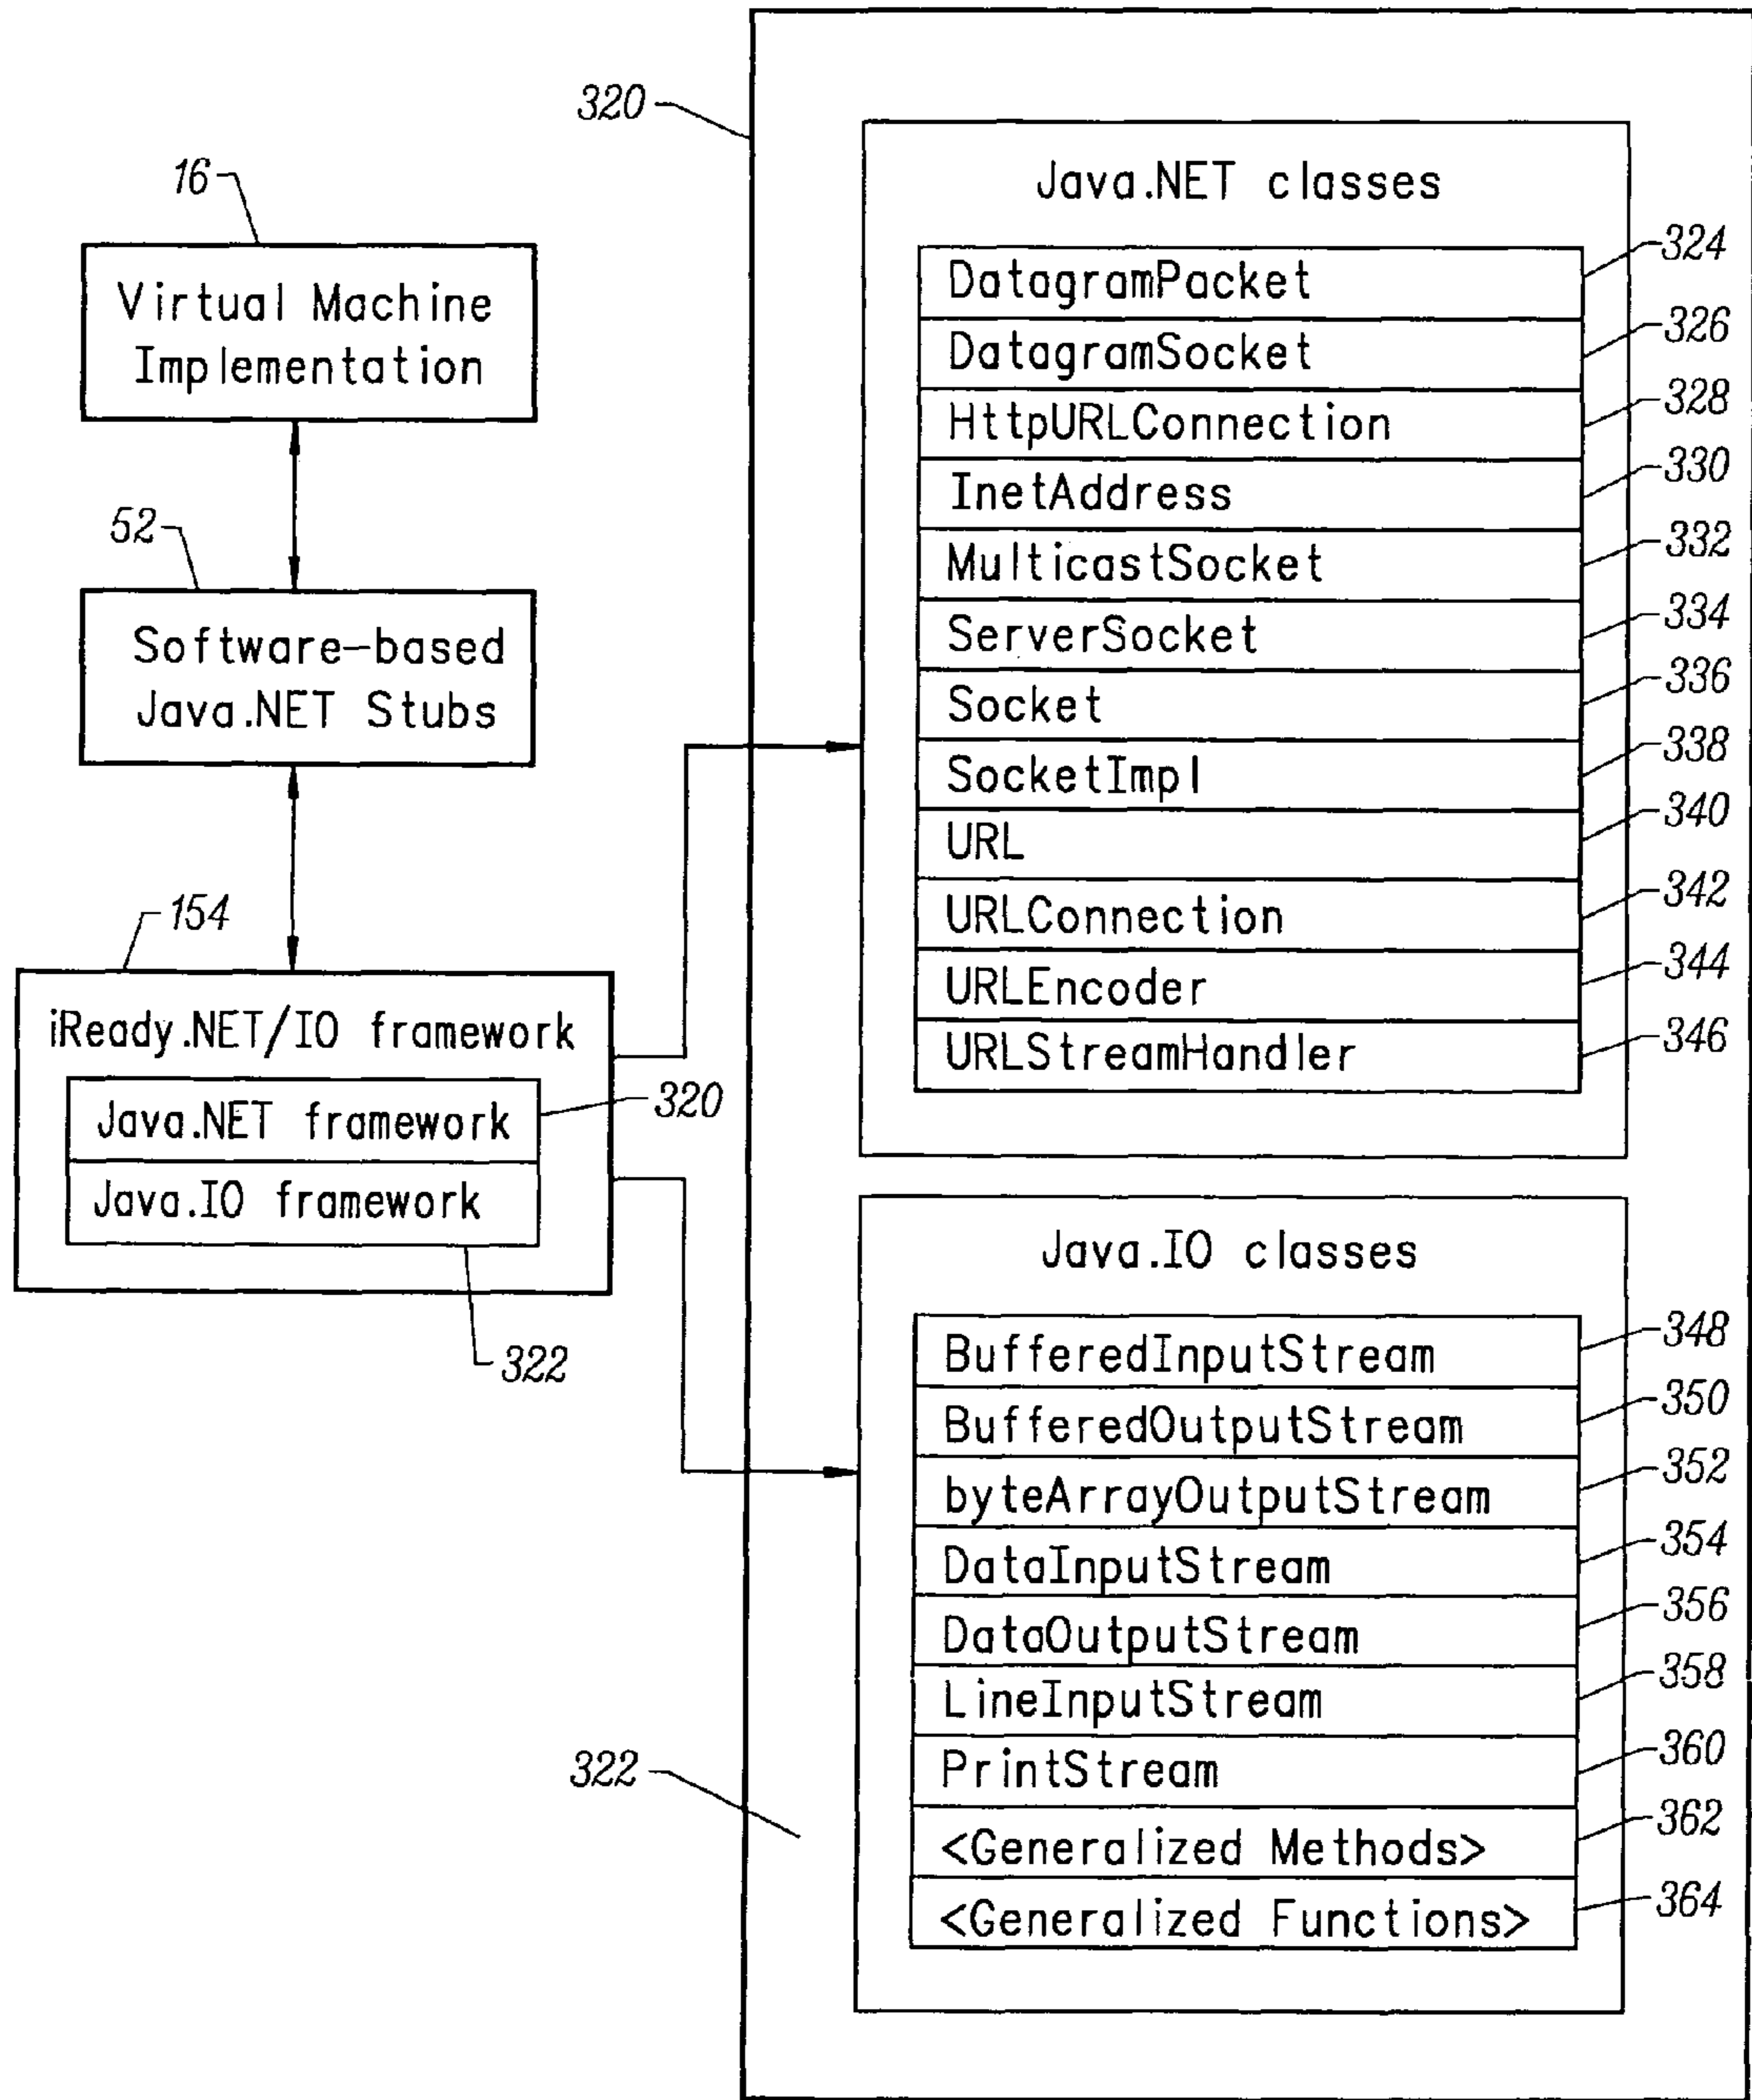 16
Virtual Machine
Implementation
52
Software-based
Java.NET Stubs
154
iReady.NET/IO framework
Java.NET framework
320
Java.IO framework
322
320
Java.NET classes
DatagramPacket
324
DatagramSocket
326
HttpURLConnection
328
InetAddress
330
MulticastSocket
332
ServerSocket
334
Socket
336
SocketImpl
338
URL
340
URLConnection
342
URLEncoder
344
URLStreamHandler
346
Java.IO classes
BufferedInputStream
348
BufferedOutputStream
350
byteArrayOutputStream
352
DataInputStream
354
DataOutputStream
356
LineInputStream
358
PrintStream
360
<Generalized Methods>
362
<Generalized Functions>
364
322